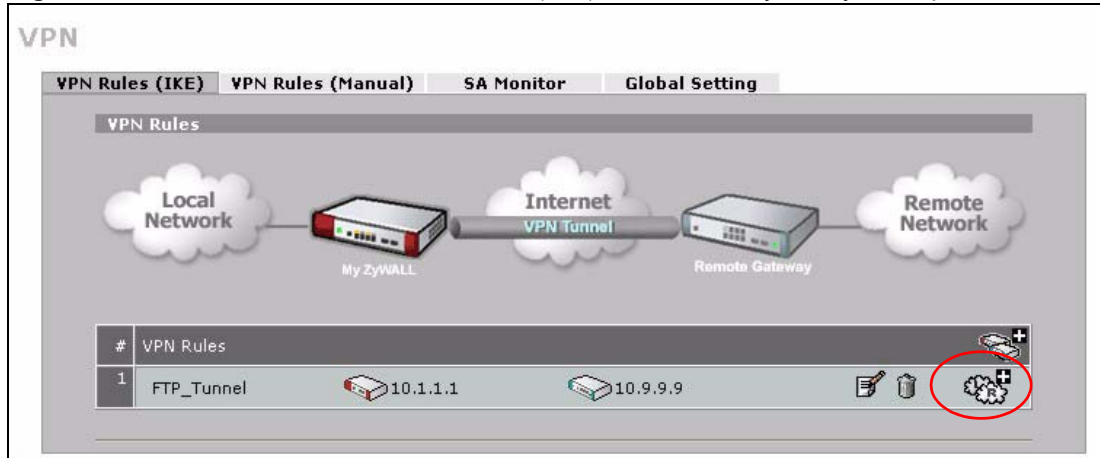 VPN
VPN Rules (IKE) VPN Rules (Manual) SA Monitor Global Setting
VPN Rules
Local
Network
Internet
VPN Tunnel
Remote
Network
My ZyWALL
Remote Gateway
# VPN Rules
1 FTP_Tunnel 10.1.1.1 10.9.9.9
R